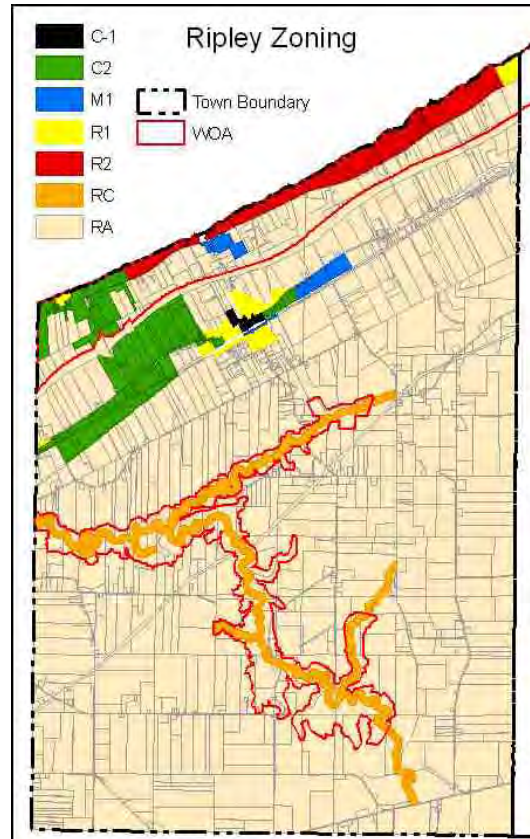 Ripley Zoning
C-1
C2
M1
R1
R2
RC
RA
Town Boundary
WOA